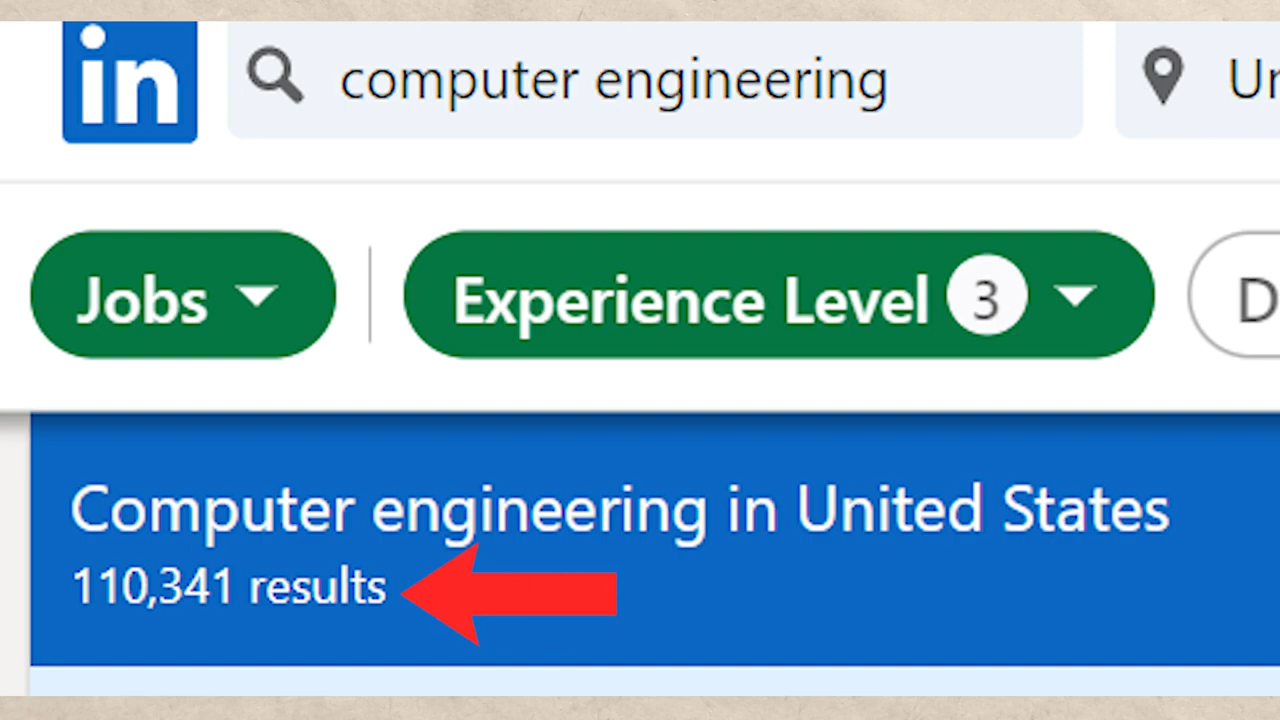 in
computer engineering
Jobs
Experience Level 3
Computer engineering in United States
110,341 results